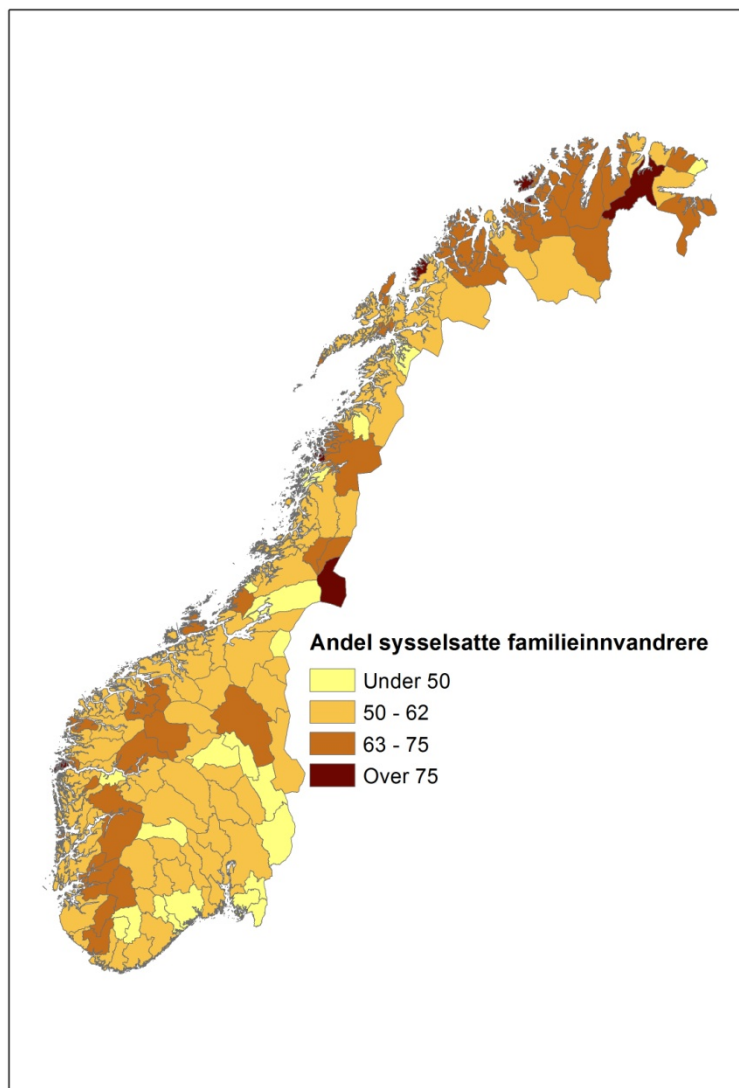 Andel sysselsatte familieinnvandrere
Under 50
50 - 62
63 - 75
Over 75